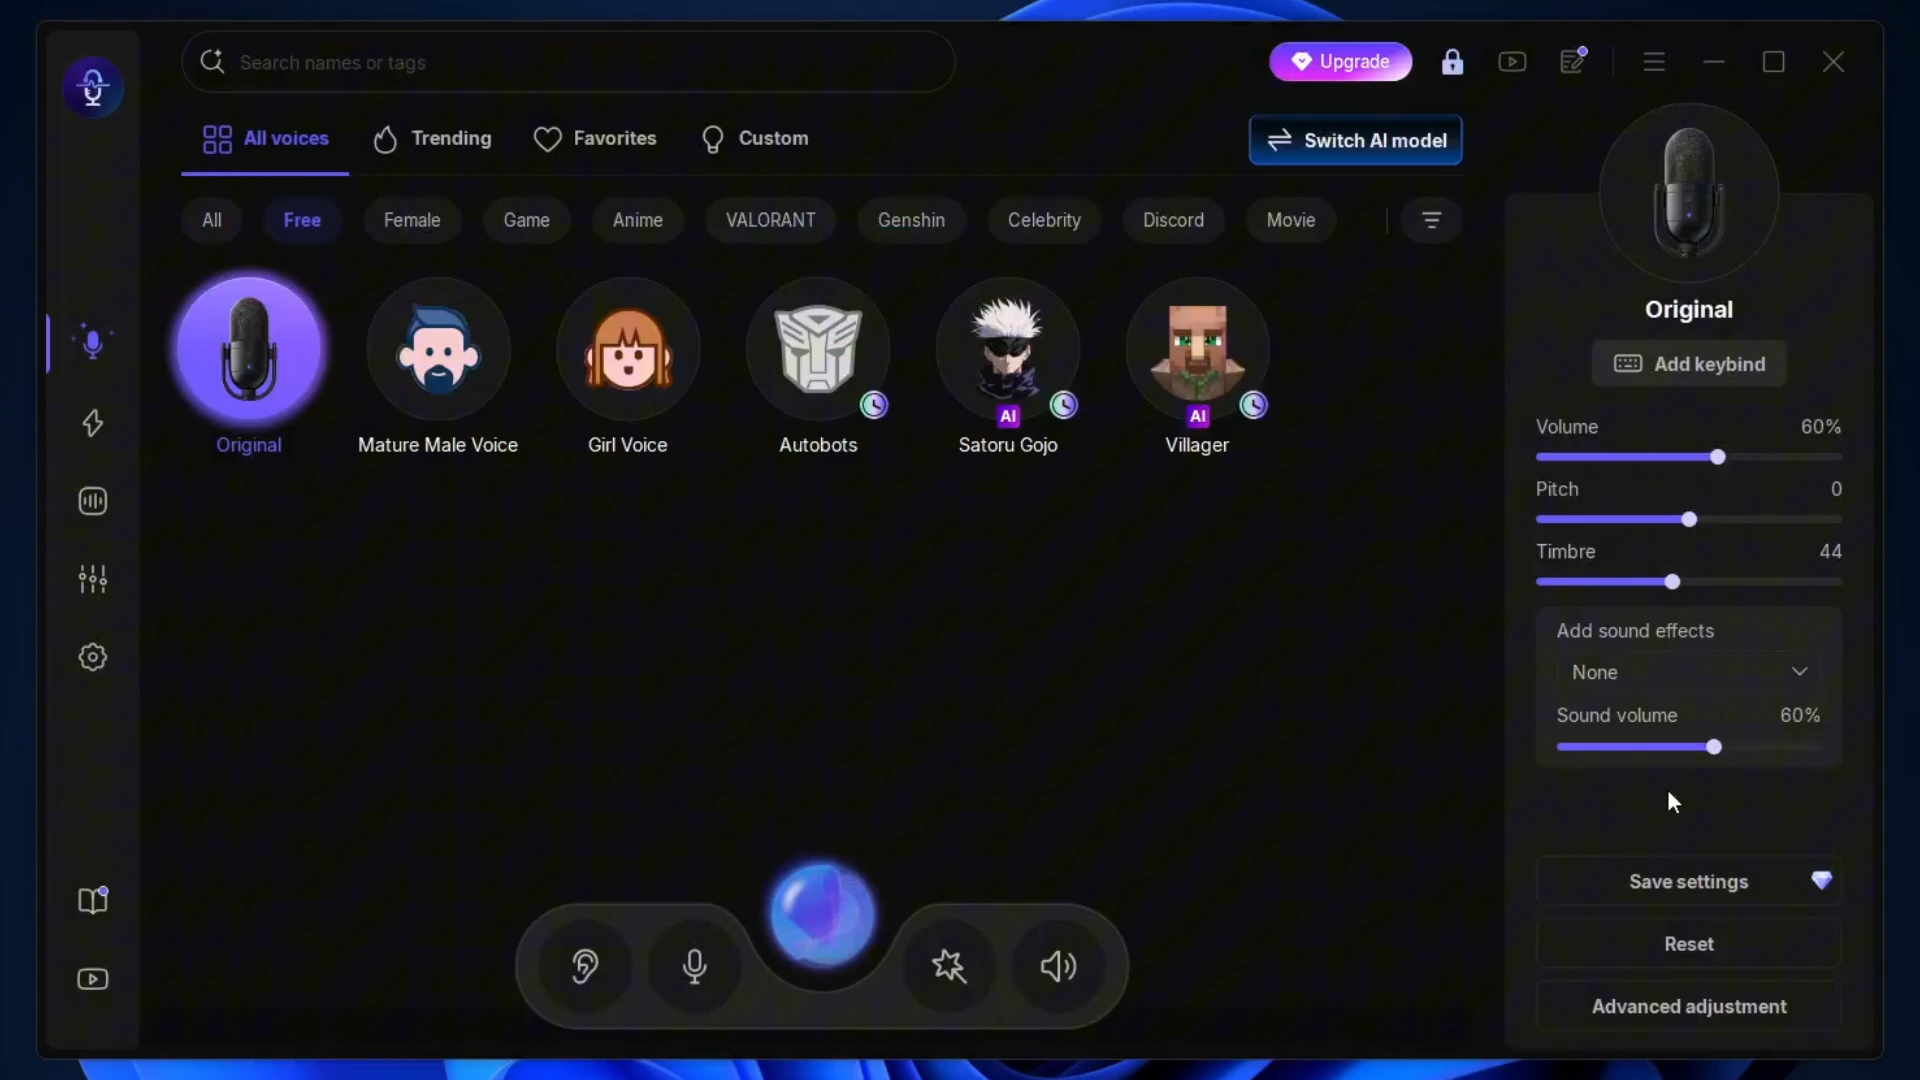 Search names or tags
Upgrade
All voices
Trending
Favorites
Custom
Switch AI model
All
Free
Female
Game
Anime
VALORANT
Genshin
Celebrity
Discord
Movie
AI
AI
Original
Mature Male Voice
Girl Voice
Autobots
Satoru Gojo
Villager
Original
Add keybind
Volume 60%
Pitch 0
Timbre 44
Add sound effects
None
Sound volume 60%
Save settings
Reset
Advanced adjustment